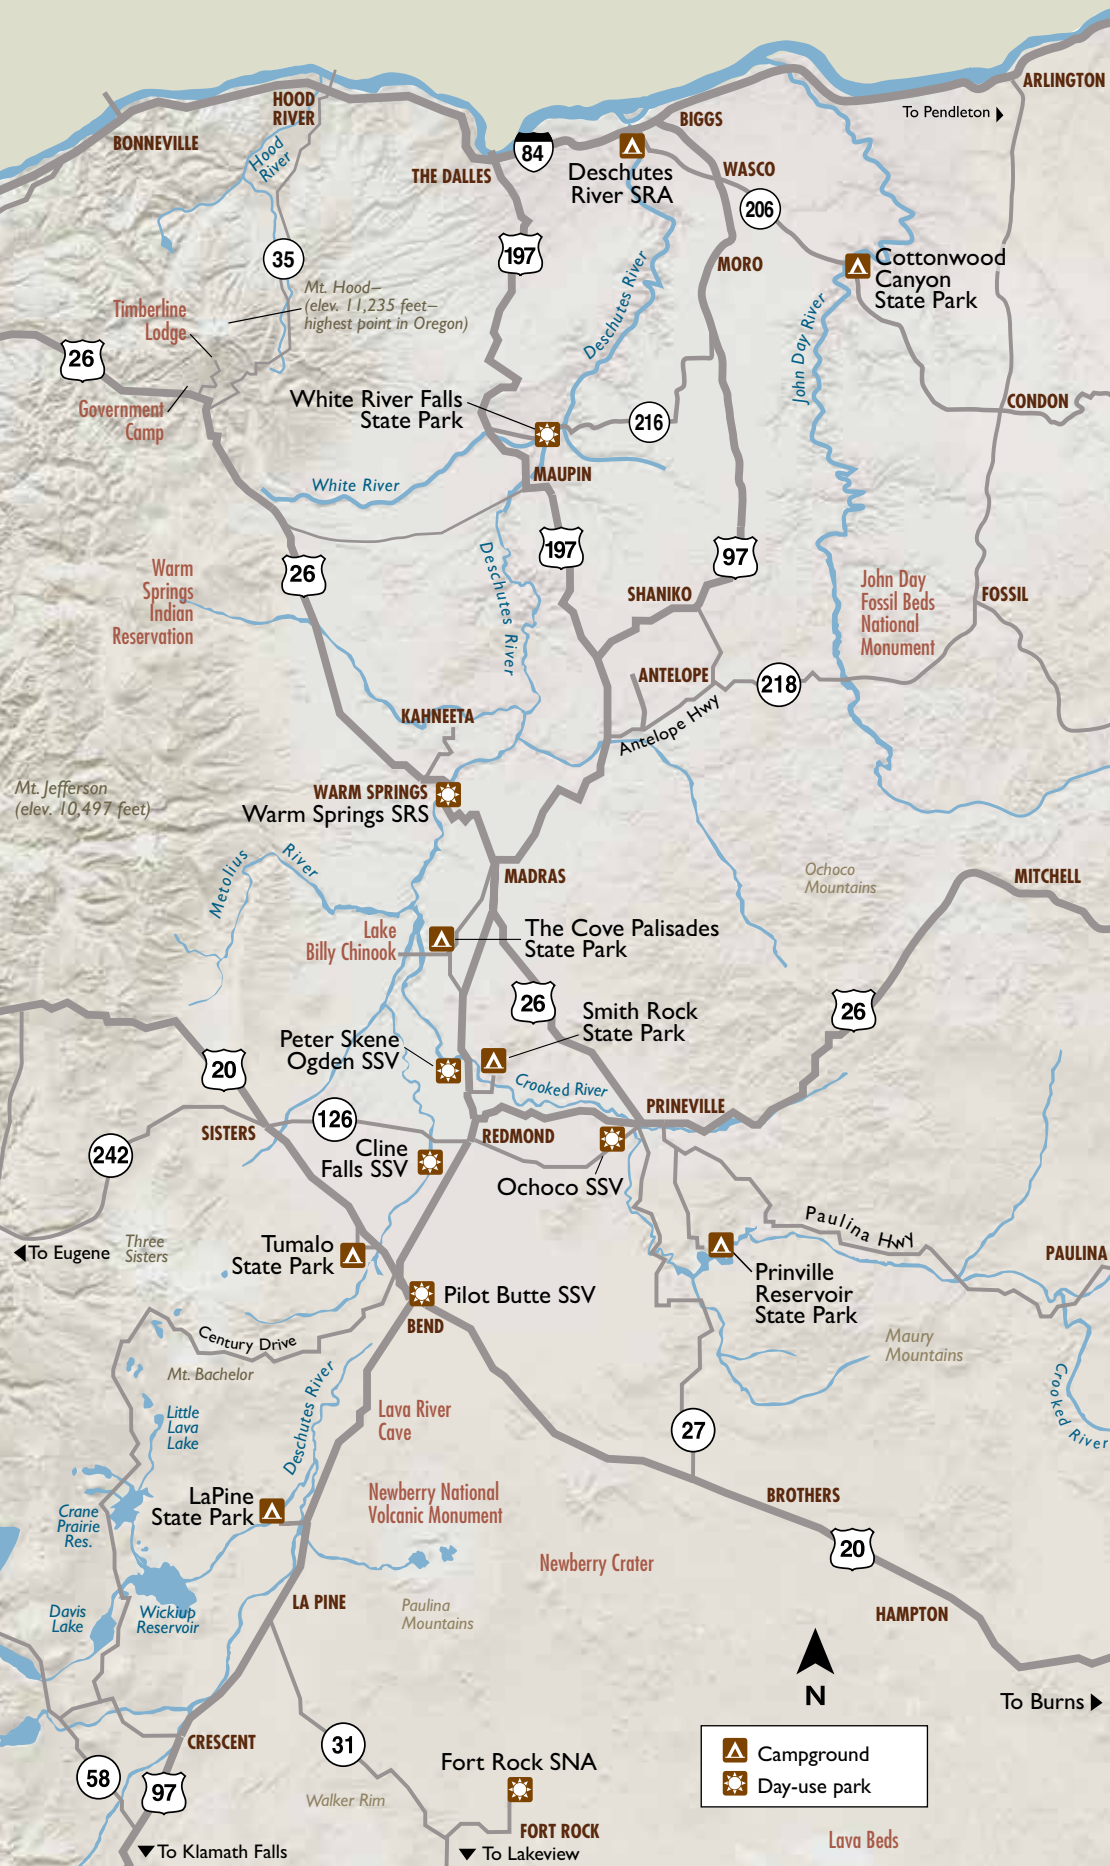 ARLINGTON
HOOD
RIVER
To Pendleton
BIGGS
BONNEVILLE
Hood
River
84
THE DALLES
Deschutes
River SRA
WASCO
206
197
35
MORO
Cottonwood
Canyon
State Park
Mt. Hood–
(elev. 11,235 feet–
highest point in Oregon)
Timberline
Lodge
Deschutes River
John Day River
26
Government
Camp
White River Falls
State Park
216
CONDON
MAUPIN
White River
197
97
26
Deschutes River
Warm
Springs
Indian
Reservation
SHANIKO
John Day
Fossil Beds
National
Monument
FOSSIL
ANTELOPE
218
Antelope Hwy
KAHNEETA
Mt. Jefferson
(elev. 10,497 feet)
WARM SPRINGS
Warm Springs SRS
Metolius
River
MADRAS
Ochoco
Mountains
MITCHELL
Lake
Billy Chinook
The Cove Palisades
State Park
26
26
Smith Rock
State Park
Peter Skene
Ogden SSV
20
Crooked River
126
PRINEVILLE
SISTERS
REDMOND
242
Cline
Falls SSV
Ochoco SSV
Paulina Hwy
To Eugene
Three
Sisters
Tumalo
State Park
PAULINA
Prinville
Reservoir
State Park
Pilot Butte SSV
BEND
Century Drive
Maury
Mountains
Mt. Bachelor
Deschutes River
Crooked River
Little
Lava
Lake
Lava River
Cave
27
LaPine
State Park
Newberry National
Volcanic Monument
BROTHERS
Crane
Prairie
Res.
20
Newberry Crater
LA PINE
Davis
Lake
Wickiup
Reservoir
Paulina
Mountains
HAMPTON
N
To Burns
CRESCENT
31
Campground
Day-use park
58
97
Fort Rock SNA
Walker Rim
FORT ROCK
Lava Beds
To Klamath Falls
To Lakeview